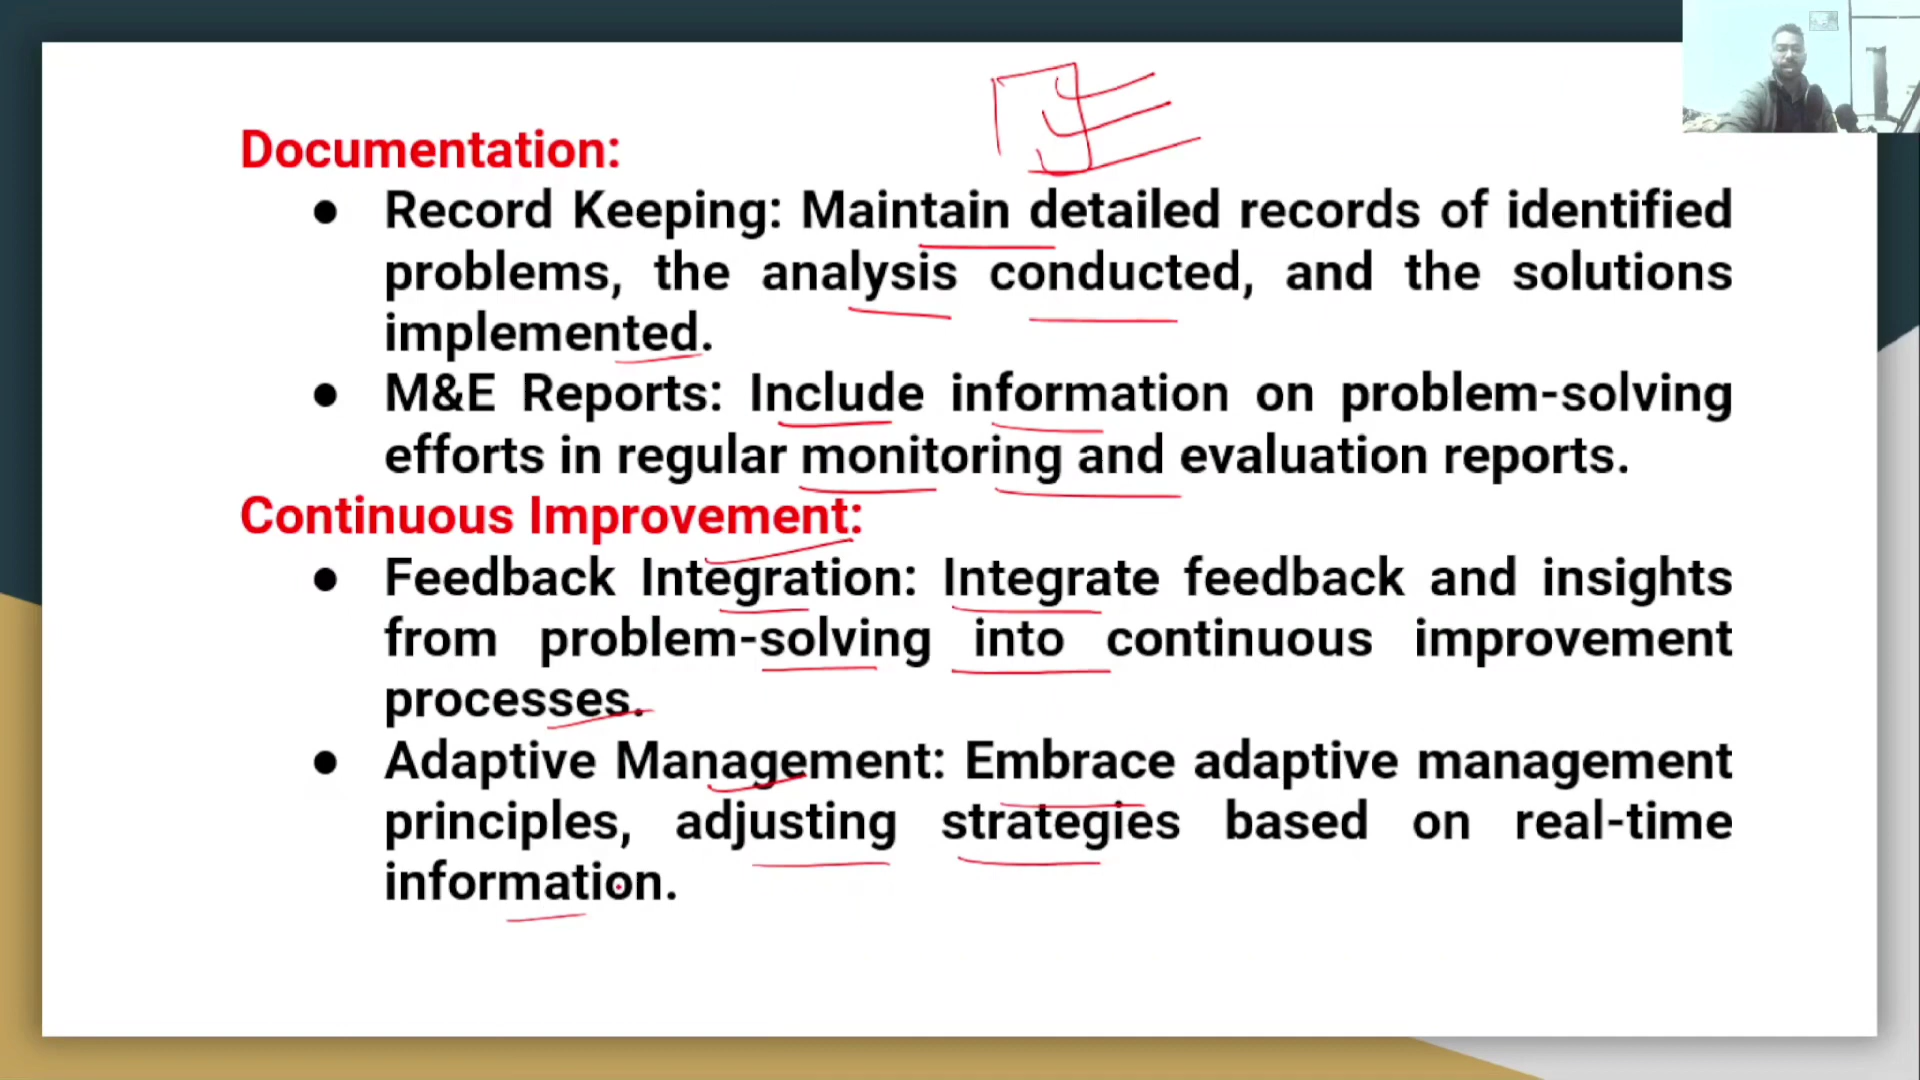 Documentation:
● Record Keeping: Maintain detailed records of identified
problems, the analysis conducted, and the solutions
implemented.
● M&E Reports: Include information on problem-solving
efforts in regular monitoring and evaluation reports.
Continuous Improvement:
● Feedback Integration: Integrate feedback and insights
from problem-solving into continuous improvement
processes.
● Adaptive Management: Embrace adaptive management
principles, adjusting strategies based on real-time
information.